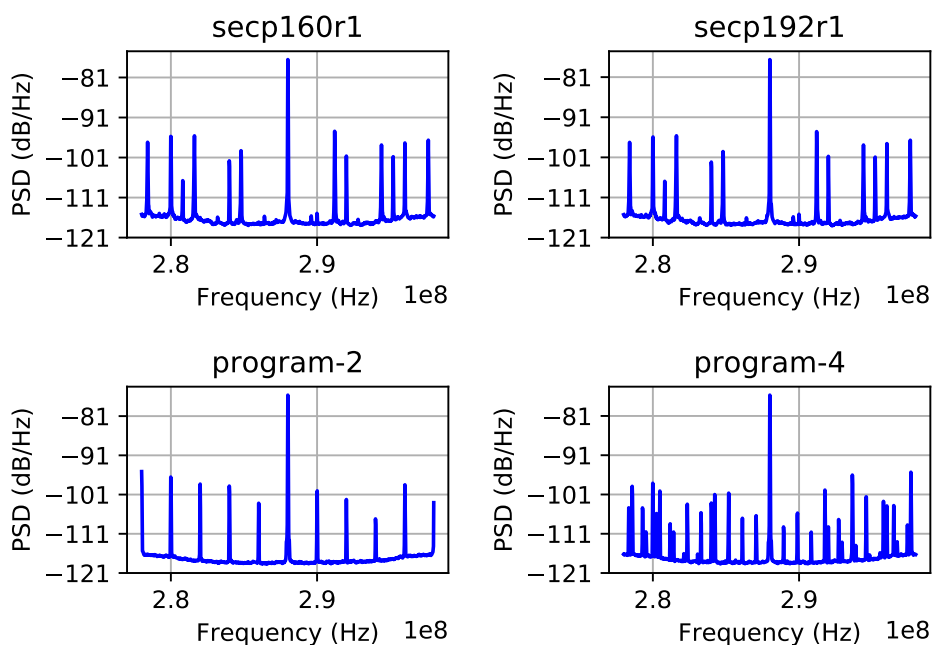 secp160r1
PSD (dB/Hz)
−81
−91
−101
−111
−121
2.8
2.9
Frequency (Hz)
1e8
secp192r1
PSD (dB/Hz)
−81
−91
−101
−111
−121
2.8
2.9
Frequency (Hz)
1e8
program-2
PSD (dB/Hz)
−81
−91
−101
−111
−121
2.8
2.9
Frequency (Hz)
1e8
program-4
PSD (dB/Hz)
−81
−91
−101
−111
−121
2.8
2.9
Frequency (Hz)
1e8